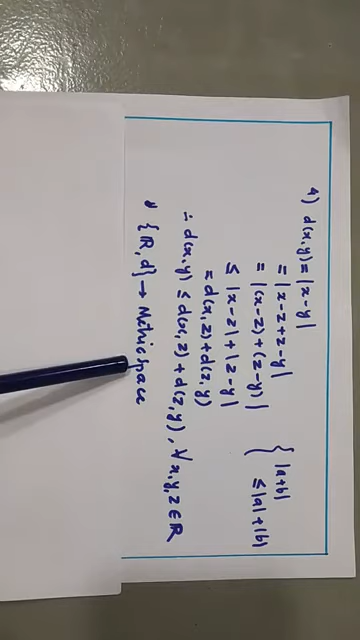 4) d(x,y) = |x-y|
= |x-z+z-y|
= |(x-z)+(z-y)| { |a+b|
≤ |x-z|+|z-y| ≤|a|+|b|
= d(x,z)+d(z,y)
∴ d(x,y) ≤ d(x,z)+d(z,y), ∀ x,y,z∈R
{R,d} → Metric space